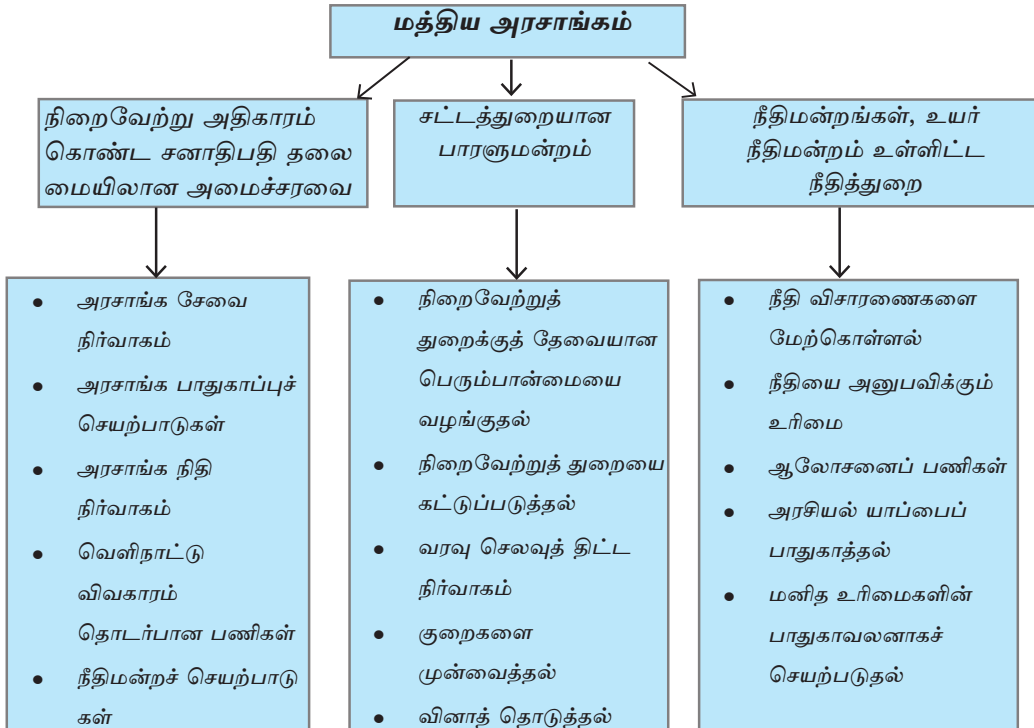 மத்திய அரசாங்கம்
நிறைவேற்று அதிகாரம்
கொண்ட சனாதிபதி தலை
மையிலான அமைச்சரவை
சட்டத்துறையான
பாரளுமன்றம்
நீதிமன்றங்கள், உயர்
நீதிமன்றம் உள்ளிட்ட
நீதித்துறை
• அரசாங்க சேவை
நிர்வாகம்
• அரசாங்க பாதுகாப்புச்
செயற்பாடுகள்
• அரசாங்க நிதி
நிர்வாகம்
• வெளிநாட்டு
விவகாரம்
தொடர்பான பணிகள்
• நீதிமன்றச் செயற்பாடு
கள்
• நிறைவேற்றுத்
துறைக்குத் தேவையான
பெரும்பான்மையை
வழங்குதல்
• நிறைவேற்றுத் துறையை
கட்டுப்படுத்தல்
• வரவு செலவுத் திட்ட
நிர்வாகம்
• குறைகளை
முன்வைத்தல்
• வினாத் தொடுத்தல்
• நீதி விசாரணைகளை
மேற்கொள்ளல்
• நீதியை அனுபவிக்கும்
உரிமை
• ஆலோசனைப் பணிகள்
• அரசியல் யாப்பைப்
பாதுகாத்தல்
• மனித உரிமைகளின்
பாதுகாவலனாகச்
செயற்படுதல்